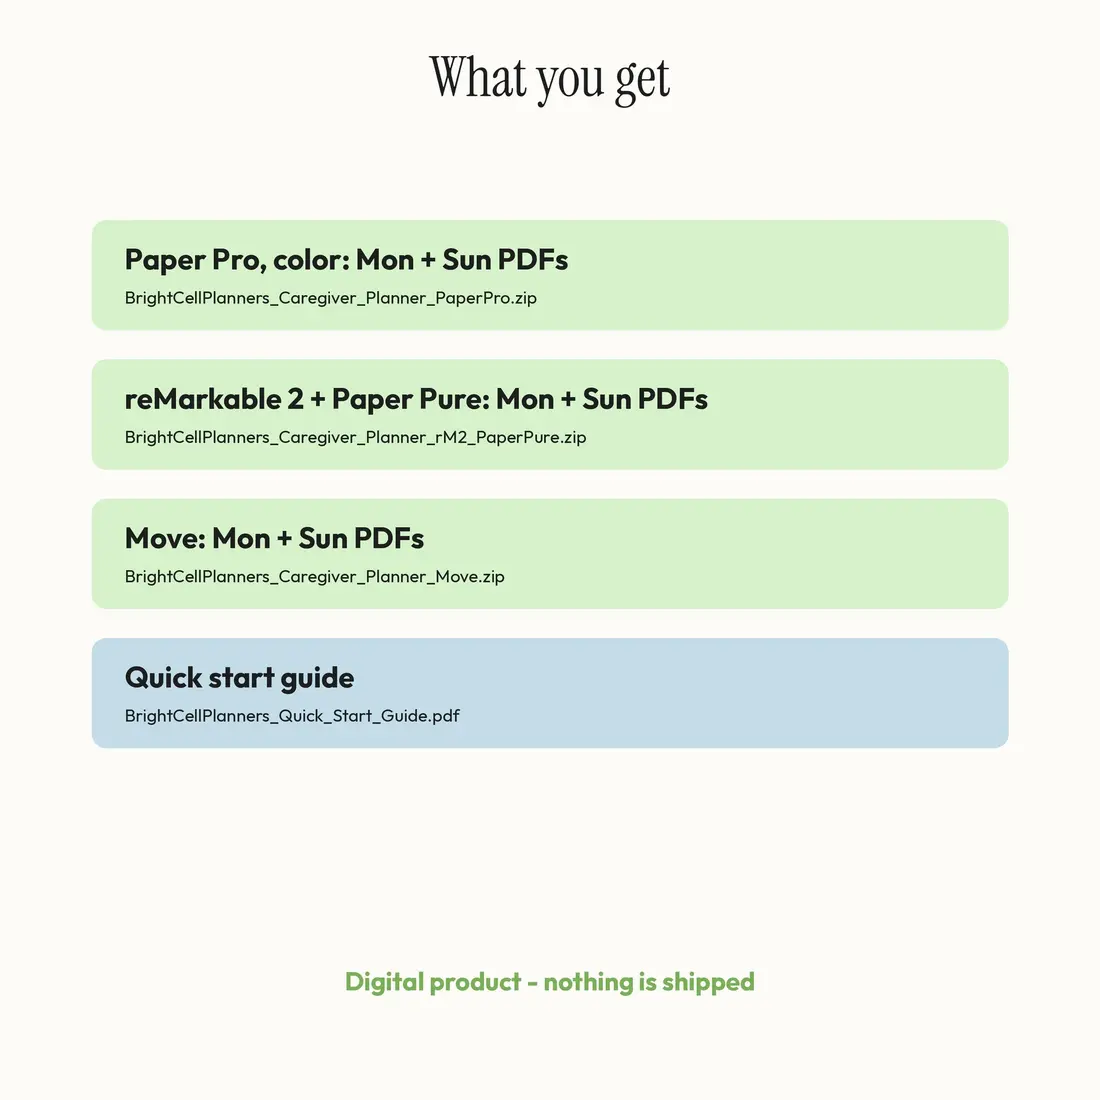 What you get
Paper Pro, color: Mon + Sun PDFs
BrightCellPlanners_Caregiver_Planner_PaperPro.zip
reMarkable 2 + Paper Pure: Mon + Sun PDFs
BrightCellPlanners_Caregiver_Planner_rM2_PaperPure.zip
Move: Mon + Sun PDFs
BrightCellPlanners_Caregiver_Planner_Move.zip
Quick start guide
BrightCellPlanners_Quick_Start_Guide.pdf
Digital product - nothing is shipped